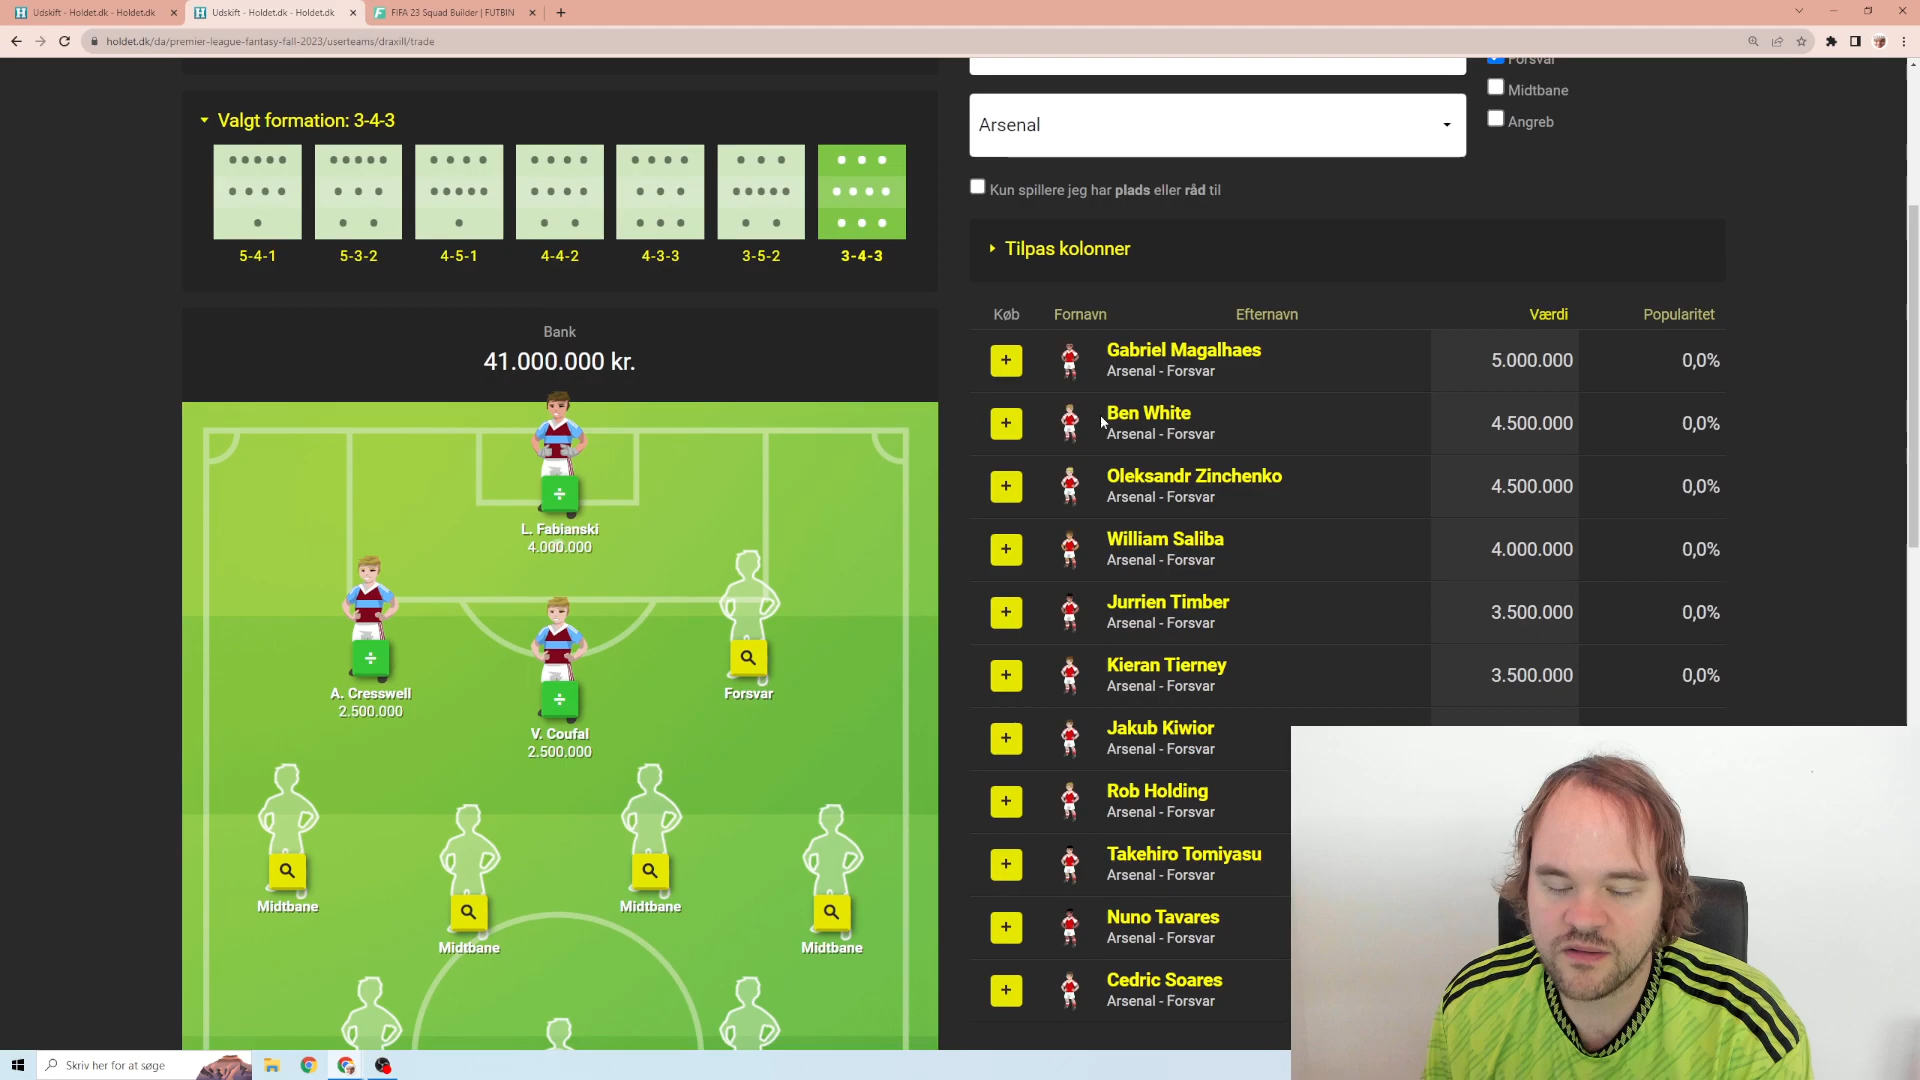 Udskift - Holdet.dk - Holdet.dk
Udskift - Holdet.dk - Holdet.dk
FIFA 23 Squad Builder | FUTBIN
holdet.dk/da/premier-league-fantasy-fall-2023/userteams/draxill/trade
Forsvar
Midtbane
Angreb
Arsenal
Kun spillere jeg har plads eller råd til
Tilpas kolonner
Valgt formation: 3-4-3
5-4-1
5-3-2
4-5-1
4-4-2
4-3-3
3-5-2
3-4-3
Bank
41.000.000 kr.
L. Fabianski
4.000.000
A. Cresswell
2.500.000
V. Coufal
2.500.000
Forsvar
Midtbane
Midtbane
Midtbane
Midtbane
Køb Fornavn Efternavn Værdi Popularitet
Gabriel Magalhaes
Arsenal - Forsvar
5.000.000 0,0%
Ben White
Arsenal - Forsvar
4.500.000 0,0%
Oleksandr Zinchenko
Arsenal - Forsvar
4.500.000 0,0%
William Saliba
Arsenal - Forsvar
4.000.000 0,0%
Jurrien Timber
Arsenal - Forsvar
3.500.000 0,0%
Kieran Tierney
Arsenal - Forsvar
3.500.000 0,0%
Jakub Kiwior
Arsenal - Forsvar
Rob Holding
Arsenal - Forsvar
Takehiro Tomiyasu
Arsenal - Forsvar
Nuno Tavares
Arsenal - Forsvar
Cedric Soares
Arsenal - Forsvar
Skriv her for at søge